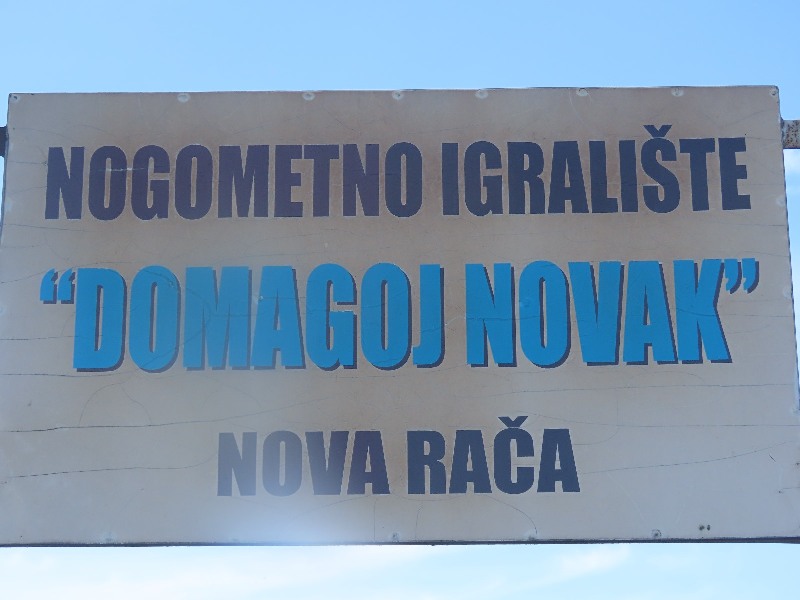 NOGOMETNO IGRALIŠTE
“DOMAGOJ NOVAK”
NOVA RAČA